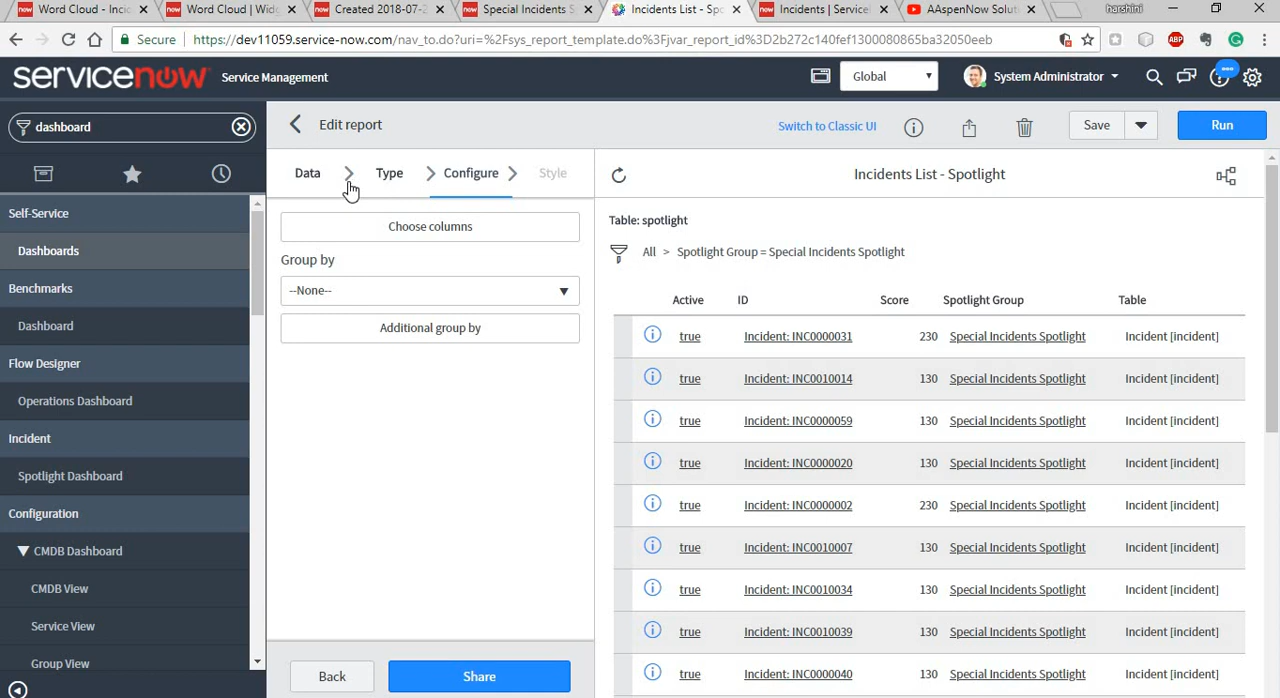 now Word Cloud - Incid
now Word Cloud | Widg
now Created 2018-07-2
now Special Incidents S
Incidents List - Spo
now Incidents | Service
AAspenNow Soluti
harshini
Secure https://dev11059.service-now.com/nav_to.do?uri=%2Fsys_report_template.do%3Fjvar_report_id%3D2b272c140fef1300080865ba32050eeb
ABP
servicenow Service Management
Global
System Administrator
dashboard
Edit report
Switch to Classic UI
Save
Run
Data Type Configure Style
Incidents List - Spotlight
Self-Service
Dashboards
Benchmarks
Dashboard
Flow Designer
Operations Dashboard
Incident
Spotlight Dashboard
Configuration
CMDB Dashboard
CMDB View
Service View
Group View
Choose columns
Group by
--None--
Additional group by
Back
Share
Table: spotlight
All > Spotlight Group = Special Incidents Spotlight
Active ID Score Spotlight Group Table
true Incident: INC0000031 230 Special Incidents Spotlight Incident [incident]
true Incident: INC0010014 130 Special Incidents Spotlight Incident [incident]
true Incident: INC0000059 130 Special Incidents Spotlight Incident [incident]
true Incident: INC0000020 130 Special Incidents Spotlight Incident [incident]
true Incident: INC0000002 230 Special Incidents Spotlight Incident [incident]
true Incident: INC0010007 130 Special Incidents Spotlight Incident [incident]
true Incident: INC0010034 130 Special Incidents Spotlight Incident [incident]
true Incident: INC0010039 130 Special Incidents Spotlight Incident [incident]
true Incident: INC0000040 130 Special Incidents Spotlight Incident [incident]